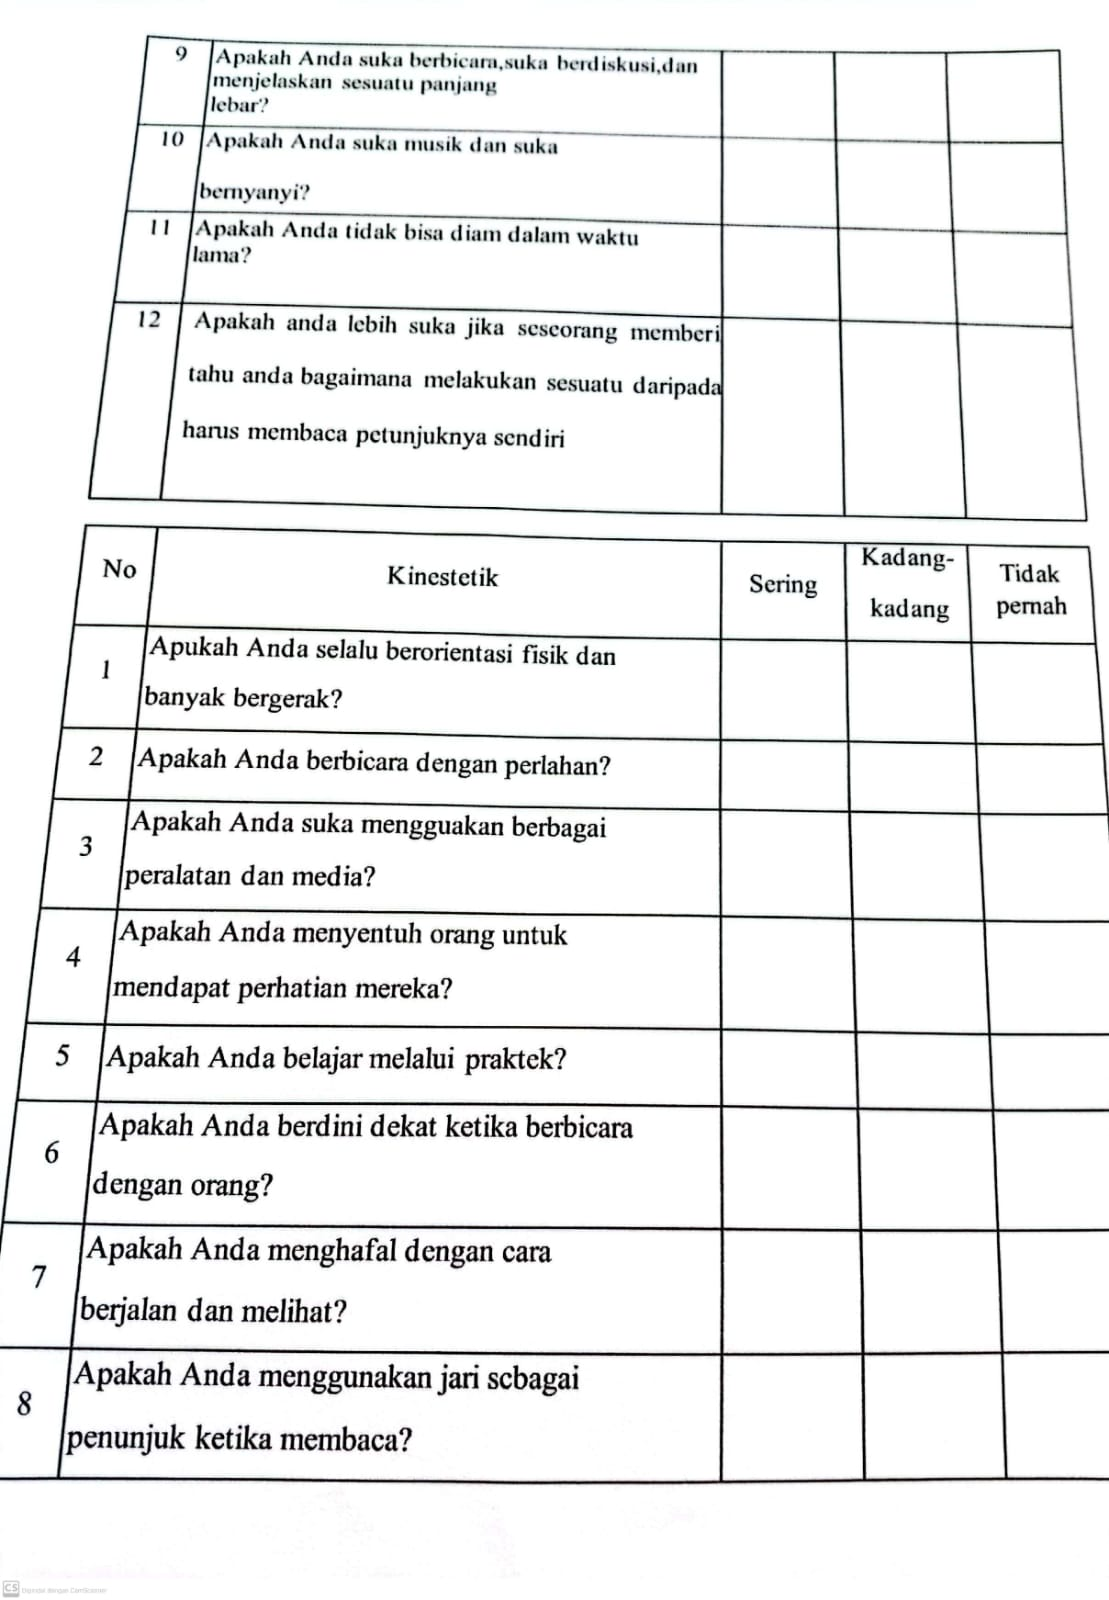 9 Apakah Anda suka berbicara,suka berdiskusi,dan
menjelaskan sesuatu panjang
lebar?
10 Apakah Anda suka musik dan suka
bernyanyi?
11 Apakah Anda tidak bisa diam dalam waktu
lama?
12 Apakah anda lebih suka jika seseorang memberi
tahu anda bagaimana melakukan sesuatu daripada
harus membaca petunjuknya sendiri
No Kinestetik Sering Kadang-
kadang Tidak
pernah
1 Apukah Anda selalu berorientasi fisik dan
banyak bergerak?
2 Apakah Anda berbicara dengan perlahan?
3 Apakah Anda suka mengguakan berbagai
peralatan dan media?
4 Apakah Anda menyentuh orang untuk
mendapat perhatian mereka?
5 Apakah Anda belajar melalui praktek?
6 Apakah Anda berdini dekat ketika berbicara
dengan orang?
7 Apakah Anda menghafal dengan cara
berjalan dan melihat?
8 Apakah Anda menggunakan jari sebagai
penunjuk ketika membaca?
CS dengan CamScanner